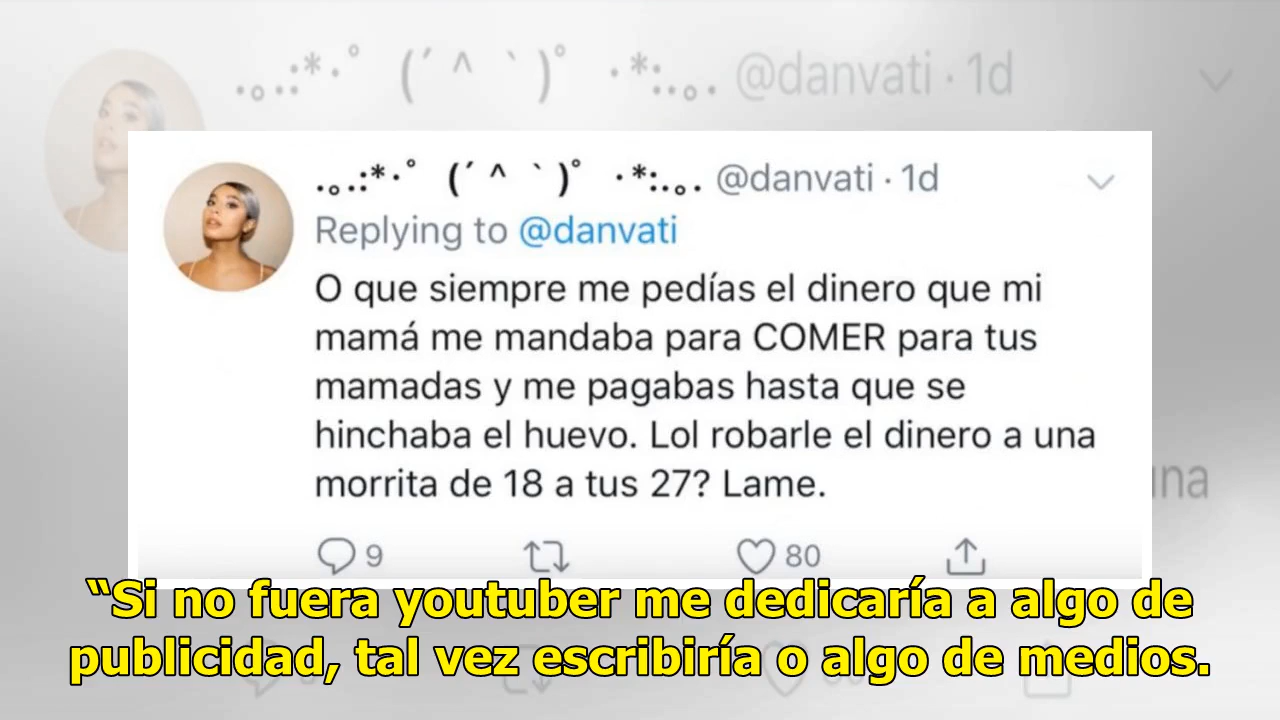 .｡.:*･ﾟ (´ ^ ｀)ﾟ ･*:.｡. @danvati · 1d
.｡.:*･ﾟ (´ ^ ｀)ﾟ ･*:.｡. @danvati · 1d
Replying to @danvati
O que siempre me pedías el dinero que mi
mamá me mandaba para COMER para tus
mamadas y me pagabas hasta que se
hinchaba el huevo. Lol robarle el dinero a una
morrita de 18 a tus 27? Lame.
una
9 80
“Si no fuera youtuber me dedicaría a algo de
publicidad, tal vez escribiría o algo de medios.